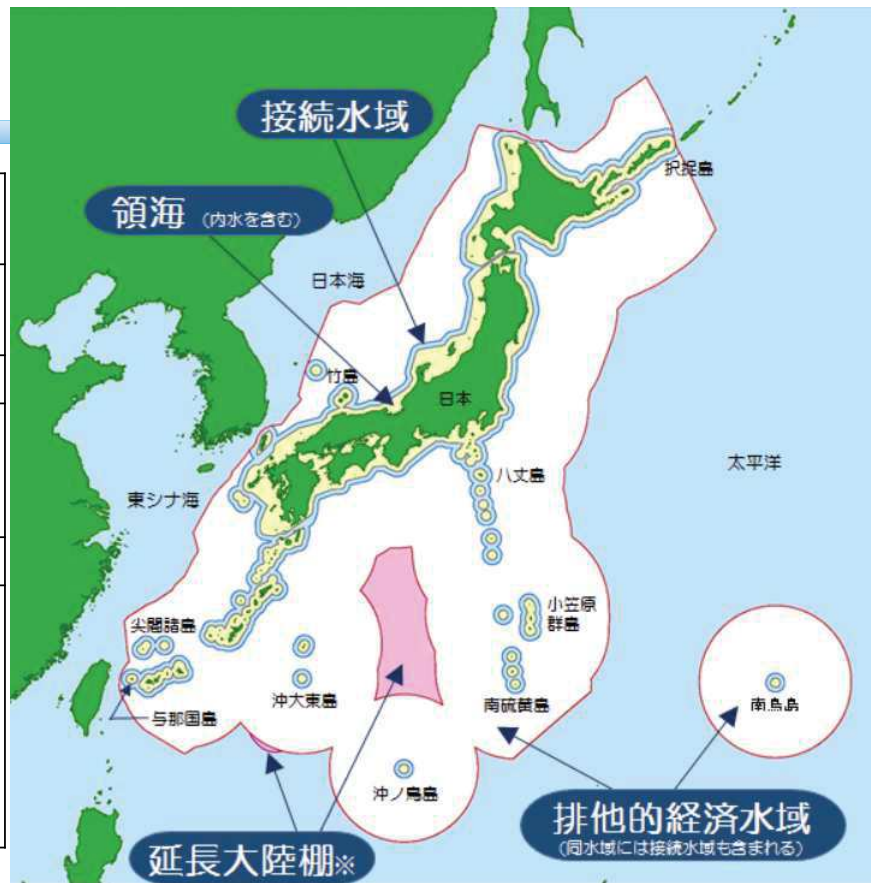 接続水域
択捉島
領海 (内水を含む)
日本海
竹島
日本
八丈島
太平洋
東シナ海
小笠原
群島
尖閣諸島
沖大東島
南硫黄島
南鳥島
与那国島
沖ノ鳥島
排他的経済水域
(同水域には接続水域も含まれる)
延長大陸棚※